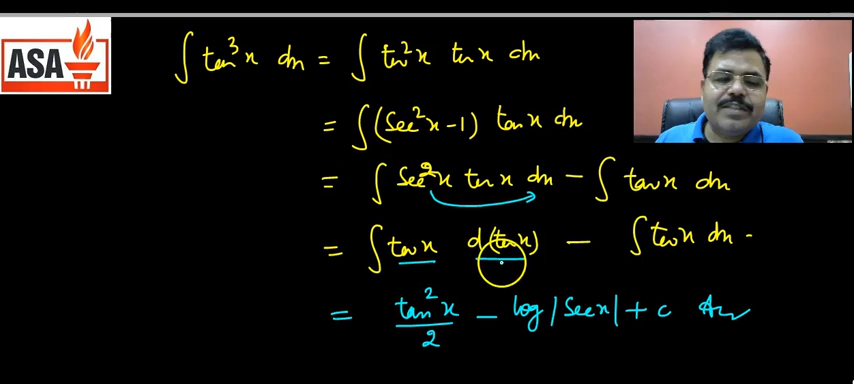 ASA
∫ tan³x dx = ∫ tan²x tan x dx
= ∫ (sec²x - 1) tan x dx
= ∫ sec²x tan x dx - ∫ tan x dx
= ∫ tan x d(tan x) - ∫ tan x dx
= tan²x / 2 - log |sec x| + c Ans